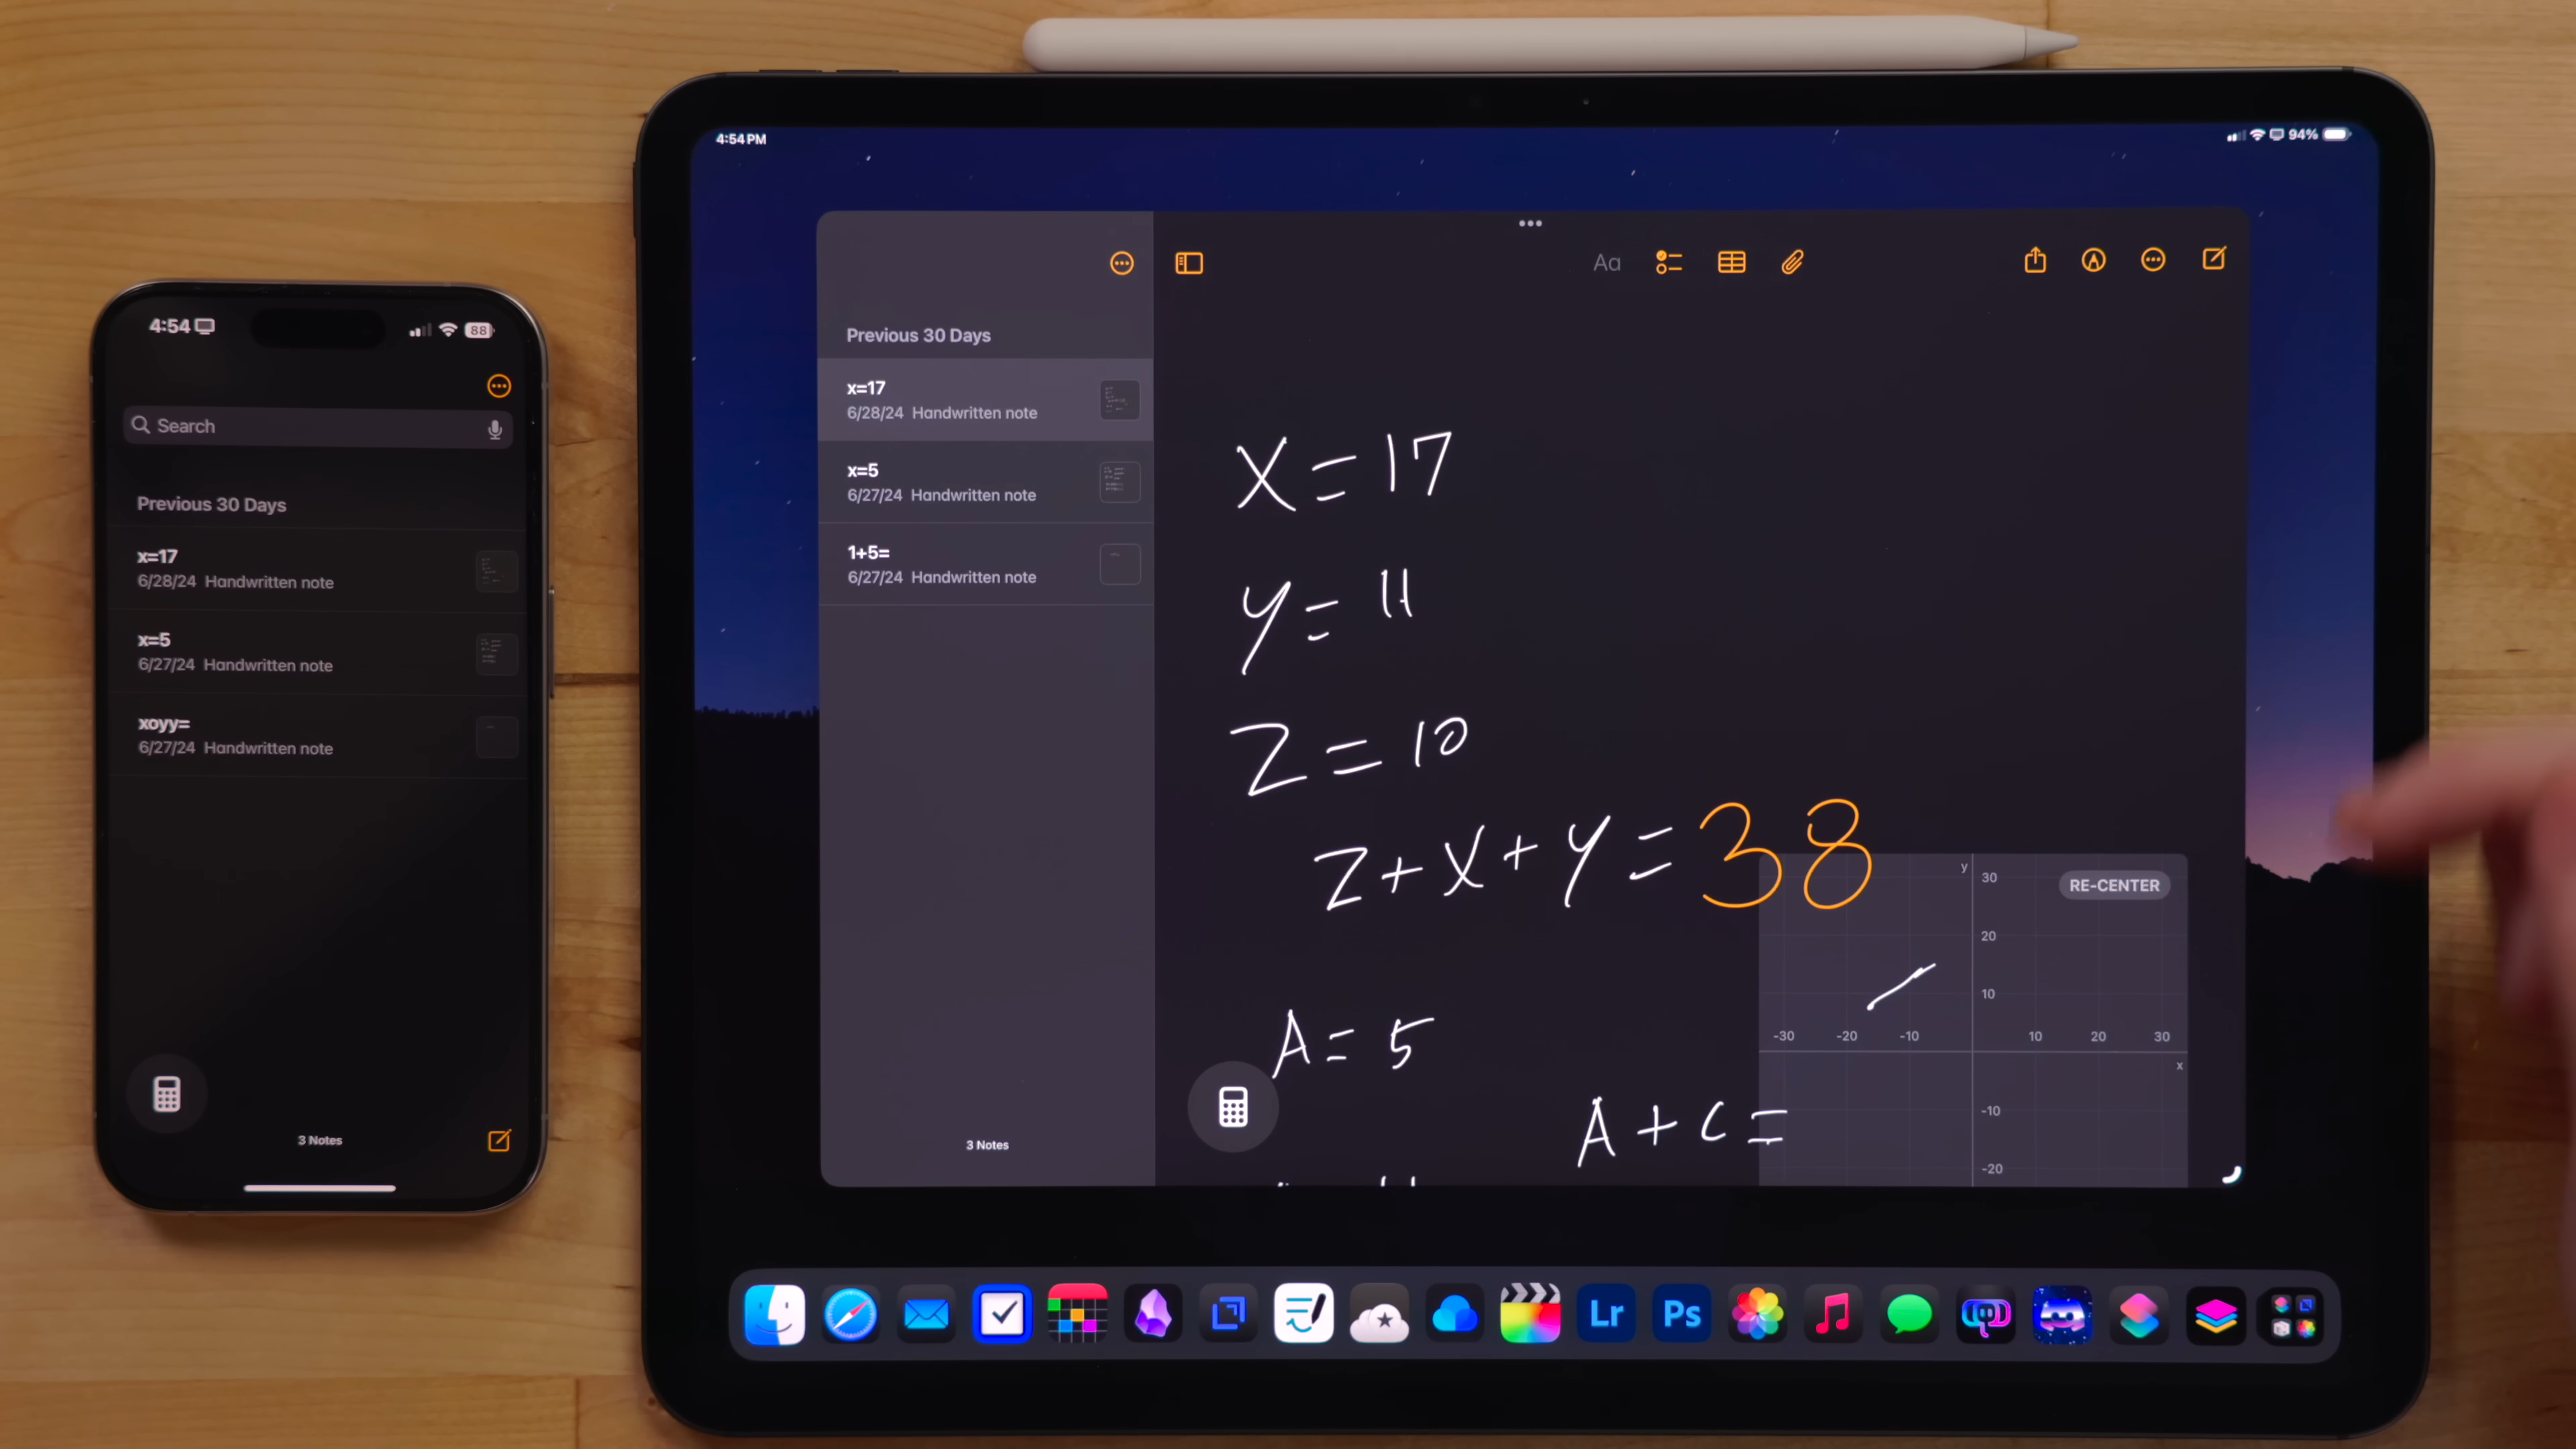 4:54
88
Search
Previous 30 Days
x=17
6/28/24 Handwritten note
x=5
6/27/24 Handwritten note
xoyy=
6/27/24 Handwritten note
3 Notes
4:54 PM
94%
Previous 30 Days
x=17
6/28/24 Handwritten note
x=5
6/27/24 Handwritten note
1+5=
6/27/24 Handwritten note
3 Notes
Aa
X = 17
y = 11
Z = 10
Z + X + y = 38
A = 5
A + C =
RE-CENTER
y
30
20
10
-30 -20 -10 10 20 30
x
-10
-20
Lr
Ps